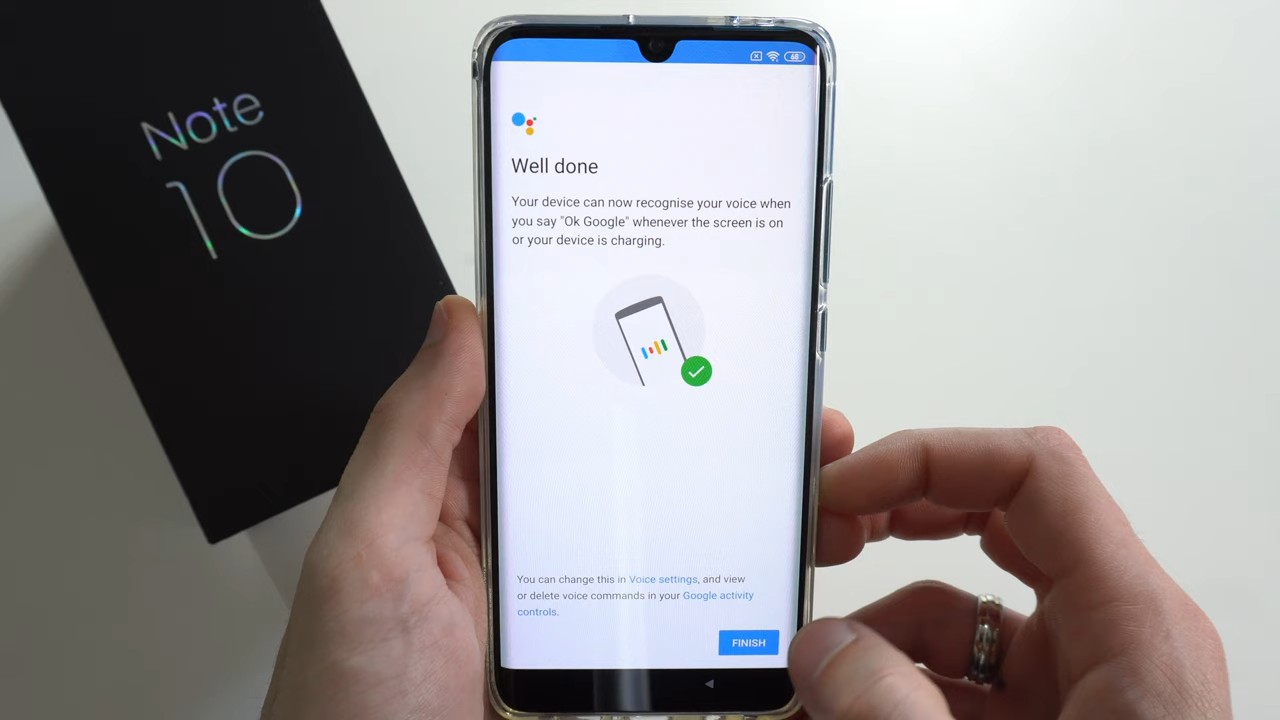 Note
10
68
Well done
Your device can now recognise your voice when
you say "Ok Google" whenever the screen is on
or your device is charging.
You can change this in Voice settings, and view
or delete voice commands in your Google activity
controls.
FINISH